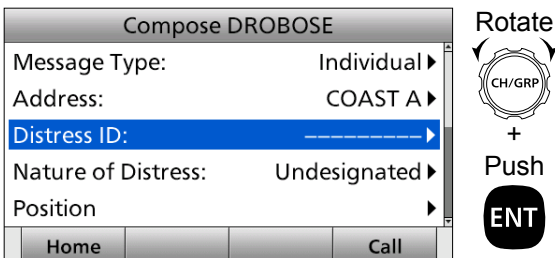 Compose DROBOSE
Message Type: Individual
Address: COAST A
Distress ID: –––––––––
Nature of Distress: Undesignated
Position
Home Call
Rotate
CH/GRP
+
Push
ENT